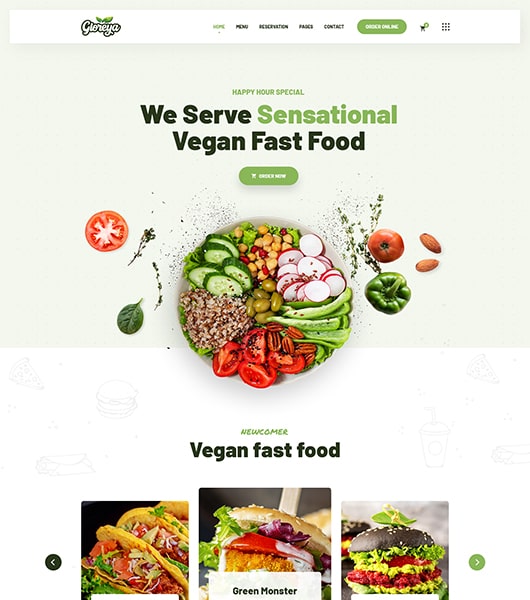 Gloreya
HOME MENU RESERVATION PAGES CONTACT ORDER ONLINE
0
HAPPY HOUR SPECIAL
We Serve Sensational
Vegan Fast Food
ORDER NOW
NEWCOMER
Vegan fast food
Green Monster